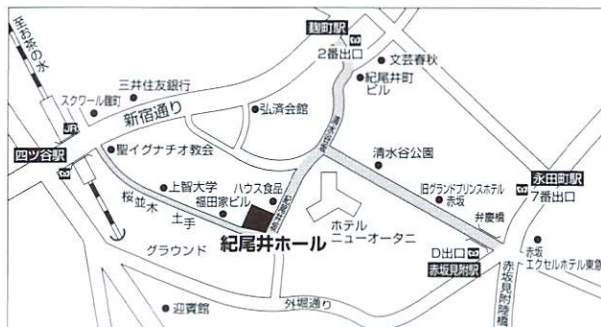 至お茶の水
麹町駅
2番出口
文芸春秋
紀尾井町
ビル
三井住友銀行
スクワール麹町
新宿通り
弘済会館
JR
四ツ谷駅
聖イグナチオ教会
清水谷公園
上智大学
ハウス食品
福田家ビル
桜並木
土手
紀尾井ホール
グラウンド
ホテル
ニューオータニ
旧グランドプリンスホテル
赤坂
永田町駅
7番出口
弁慶橋
D出口
赤坂見附駅
赤坂
エクセルホテル東急
迎賓館
外堀通り
赤坂見附陸橋